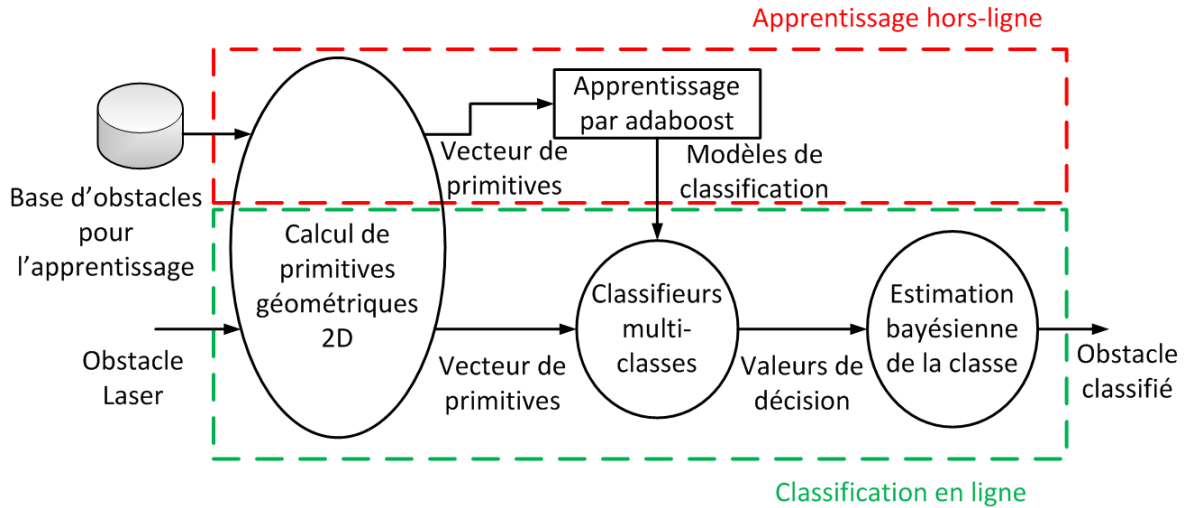 Apprentissage hors-ligne
Apprentissage
par adaboost
Vecteur de
primitives
Modèles de
classification
Base d'obstacles
pour
l'apprentissage
Calcul de
primitives
géométriques
2D
Classifieurs
multi-
classes
Estimation
bayésienne
de la classe
Obstacle
Laser
Vecteur de
primitives
Valeurs de
décision
Obstacle
classifié
Classification en ligne